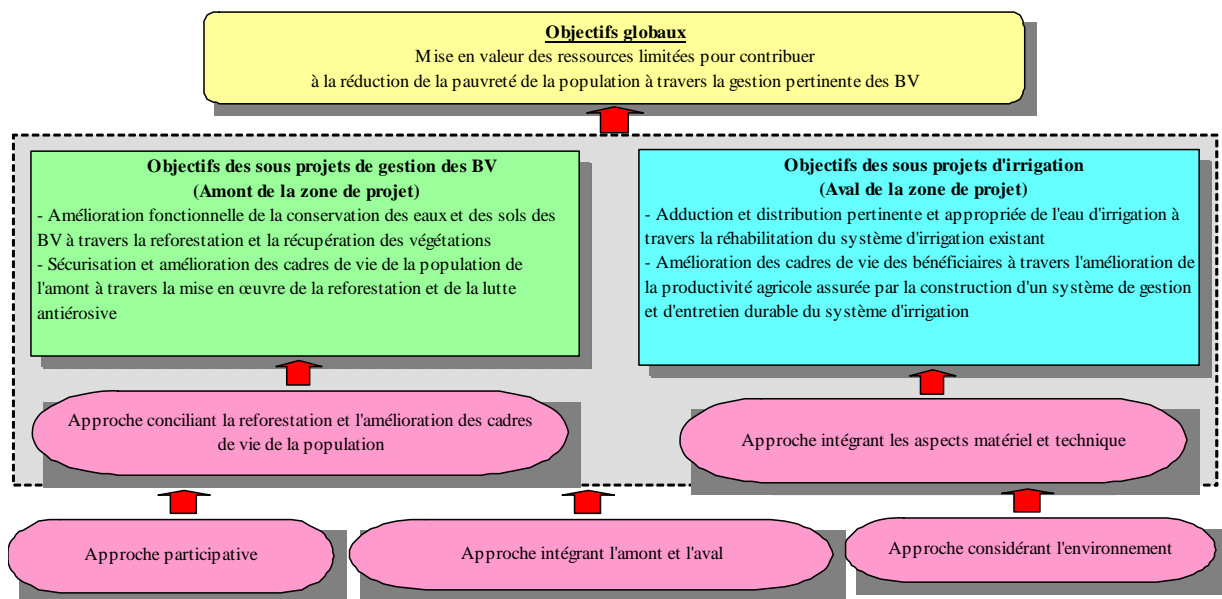 Objectifs globaux
Mise en valeur des ressources limitées pour contribuer
à la réduction de la pauvreté de la population à travers la gestion pertinente des BV
Objectifs des sous projets de gestion des BV
(Amont de la zone de projet)
- Amélioration fonctionnelle de la conservation des eaux et des sols des
BV à travers la reforestation et la récupération des végétations
- Sécurisation et amélioration des cadres de vie de la population de
l'amont à travers la mise en œuvre de la reforestation et de la lutte
antiérosive
Objectifs des sous projets d'irrigation
(Aval de la zone de projet)
- Adduction et distribution pertinente et appropriée de l'eau d'irrigation à
travers la réhabilitation du système d'irrigation existant
- Amélioration des cadres de vie des bénéficiaires à travers l'amélioration de
la productivité agricole assurée par la construction d'un système de gestion
et d'entretien durable du système d'irrigation
Approche conciliant la reforestation et l'amélioration des cadres
de vie de la population
Approche intégrant les aspects matériel et technique
Approche participative
Approche intégrant l'amont et l'aval
Approche considérant l'environnement